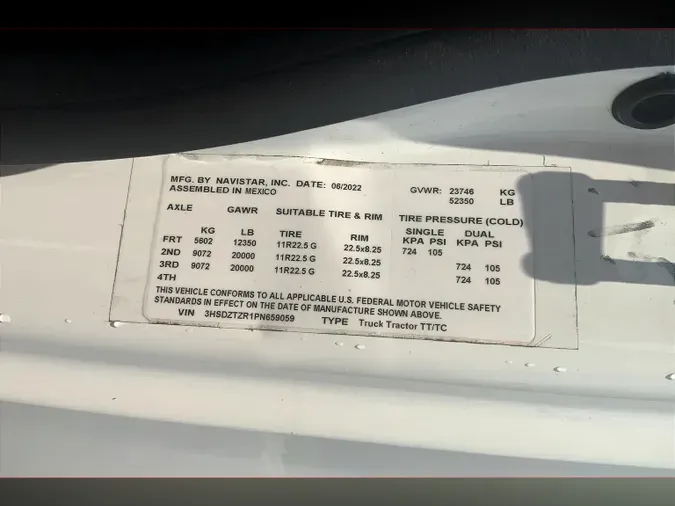 MFG. BY NAVISTAR, INC. DATE: 06/2022 GVWR: 23746 KG
ASSEMBLED IN MEXICO 52350 LB
AXLE GAWR SUITABLE TIRE & RIM TIRE PRESSURE (COLD)
SINGLE DUAL
KG LB TIRE RIM KPA PSI KPA PSI
FRT 5602 12350 11R22.5 G 22.5x8.25 724 105
2ND 9072 20000 11R22.5 G 22.5x8.25 724 105
3RD 9072 20000 11R22.5 G 22.5x8.25 724 105
4TH
THIS VEHICLE CONFORMS TO ALL APPLICABLE U.S. FEDERAL MOTOR VEHICLE SAFETY
STANDARDS IN EFFECT ON THE DATE OF MANUFACTURE SHOWN ABOVE.
VIN 3HSDZTZR1PN659059 TYPE Truck Tractor TT/TC